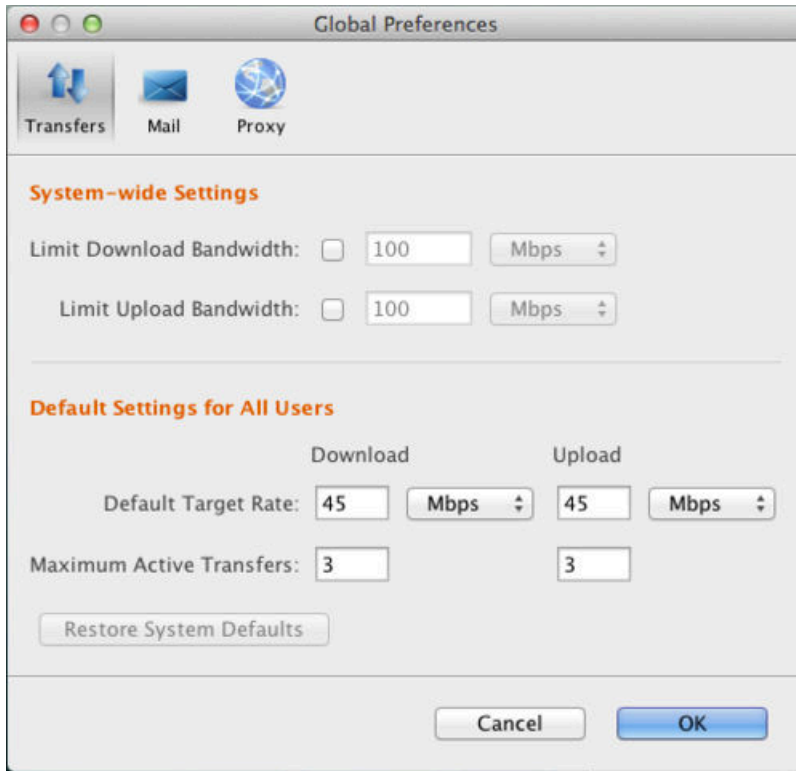 Global Preferences
Transfers Mail Proxy
System-wide Settings
Limit Download Bandwidth: 100 Mbps
Limit Upload Bandwidth: 100 Mbps
Default Settings for All Users
Download Upload
Default Target Rate: 45 Mbps 45 Mbps
Maximum Active Transfers: 3 3
Restore System Defaults
Cancel OK